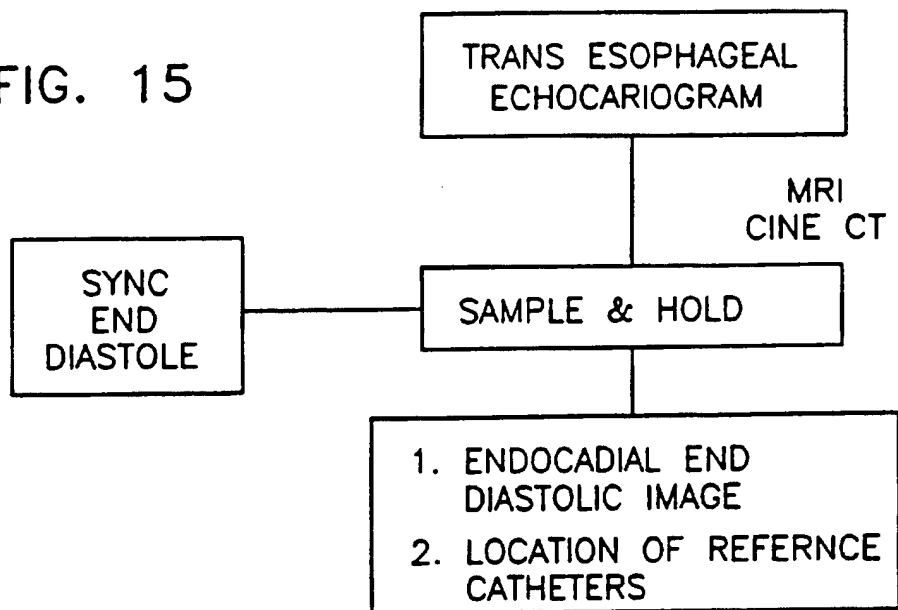 FIG. 15
TRANS ESOPHAGEAL
ECHOCARIOGRAM
MRI
CINE CT
SYNC
END
DIASTOLE
SAMPLE & HOLD
1. ENDOCADIAL END
DIASTOLIC IMAGE
2. LOCATION OF REFERNCE
CATHETERS